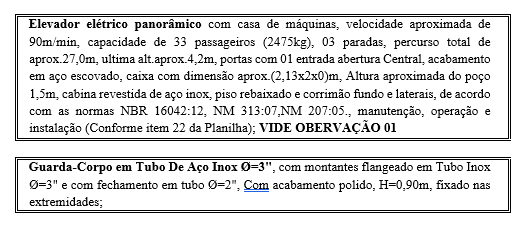 Elevador elétrico panorâmico com casa de máquinas, velocidade aproximada de
90m/min, capacidade de 33 passageiros (2475kg), 03 paradas, percurso total de
aprox.27,0m, ultima alt.aprox.4,2m, portas com 01 entrada abertura Central, acabamento
em aço escovado, caixa com dimensão aprox.(2,13x2x0)m, Altura aproximada do poço
1,5m, cabina revestida de aço inox, piso rebaixado e corrimão fundo e laterais, de acordo
com as normas NBR 16042:12, NM 313:07,NM 207:05., manutenção, operação e
instalação (Conforme item 22 da Planilha); VIDE OBERVAÇÃO 01
Guarda-Corpo em Tubo De Aço Inox Ø=3", com montantes flangeado em Tubo Inox
Ø=3" e com fechamento em tubo Ø=2", Com acabamento polido, H=0,90m, fixado nas
extremidades;